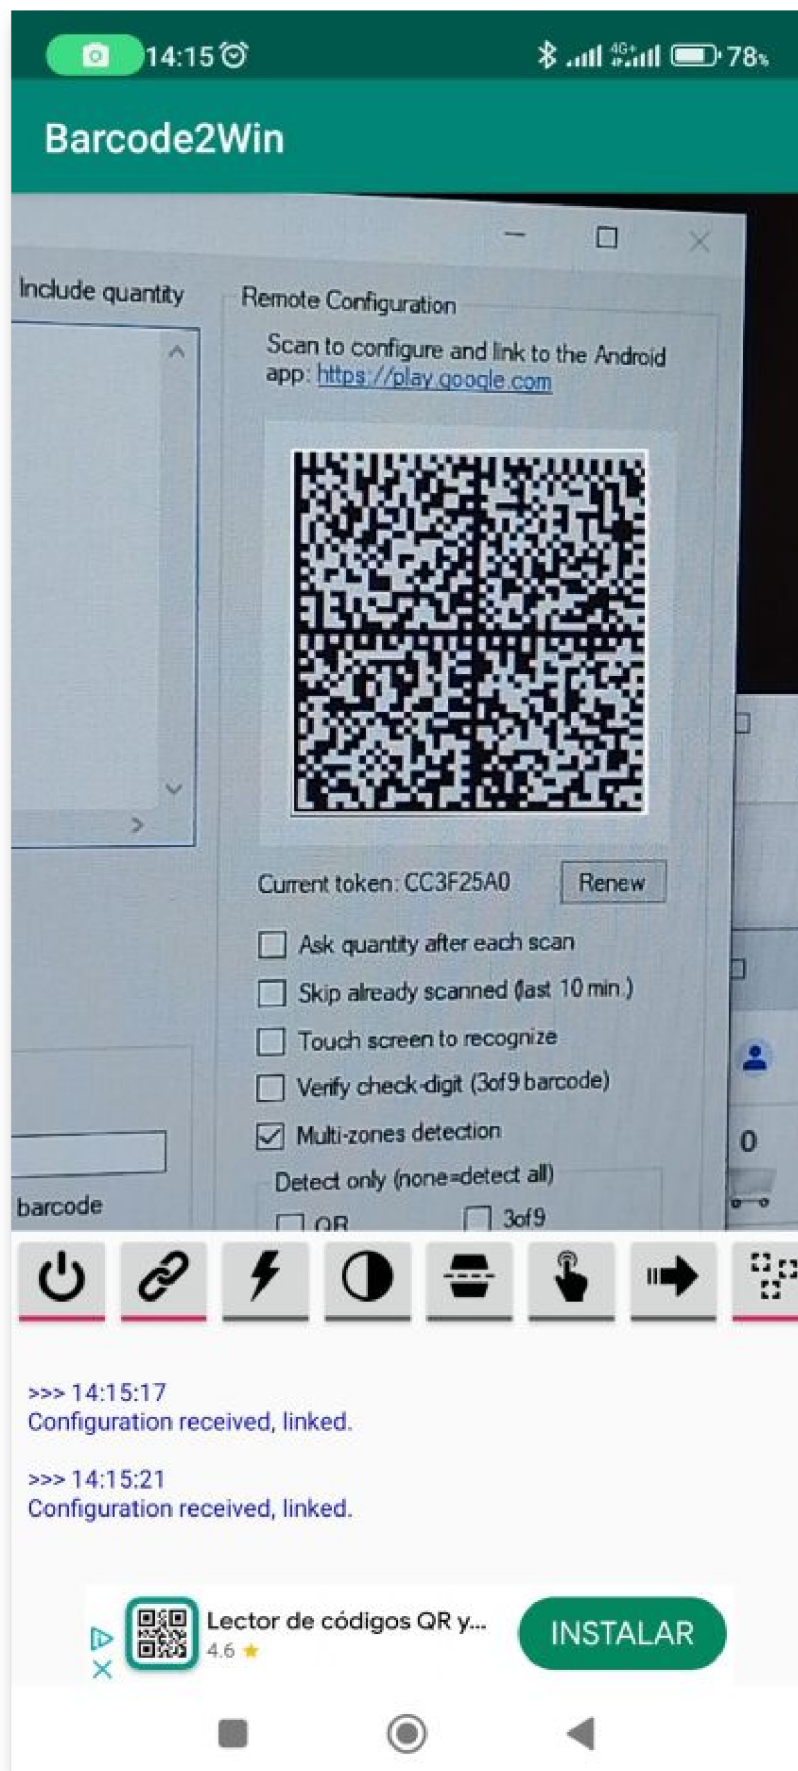 14:15
4G+
78%
Barcode2Win
Include quantity
Remote Configuration
Scan to configure and link to the Android
app: https://play.google.com
Current token: CC3F25A0
Renew
Ask quantity after each scan
Skip already scanned (last 10 min.)
Touch screen to recognize
Verify check-digit (3of9 barcode)
Multi-zones detection
0
Detect only (none=detect all)
barcode
QR
3of9
>>> 14:15:17
Configuration received, linked.
>>> 14:15:21
Configuration received, linked.
Lector de códigos QR y...
4.6
INSTALAR